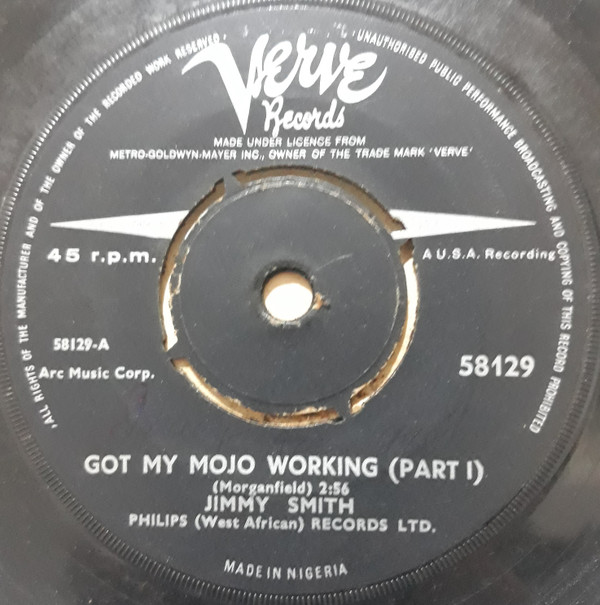 ALL RIGHTS OF THE MANUFACTURER AND OF THE OWNER OF THE RECORDED WORK RESERVED · UNAUTHORISED PUBLIC PERFORMANCE BROADCASTING AND COPYING OF THIS RECORD PROHIBITED
Verve
Records
MADE UNDER LICENCE FROM
METRO-GOLDWYN-MAYER INC., OWNER OF THE TRADE MARK 'VERVE'
45 r.p.m.
A U.S.A. Recording
58129-A
Arc Music Corp.
58129
GOT MY MOJO WORKING (PART I)
(Morganfield) 2:56
JIMMY SMITH
PHILIPS (West African) RECORDS LTD.
MADE IN NIGERIA